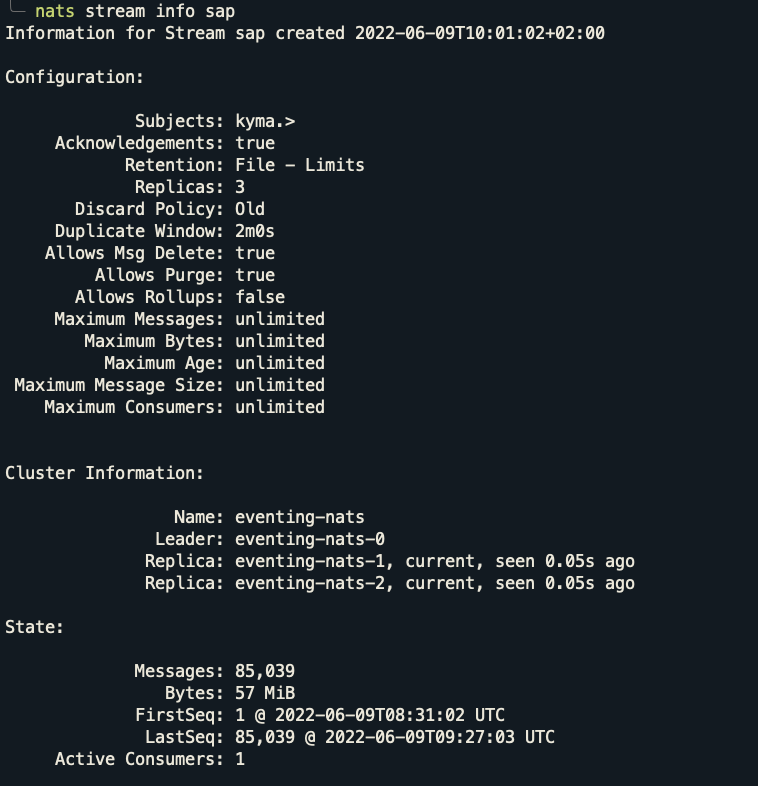 nats stream info sap
Information for Stream sap created 2022-06-09T10:01:02+02:00
Configuration:
Subjects: kyma.>
Acknowledgements: true
Retention: File - Limits
Replicas: 3
Discard Policy: Old
Duplicate Window: 2m0s
Allows Msg Delete: true
Allows Purge: true
Allows Rollups: false
Maximum Messages: unlimited
Maximum Bytes: unlimited
Maximum Age: unlimited
Maximum Message Size: unlimited
Maximum Consumers: unlimited
Cluster Information:
Name: eventing-nats
Leader: eventing-nats-0
Replica: eventing-nats-1, current, seen 0.05s ago
Replica: eventing-nats-2, current, seen 0.05s ago
State:
Messages: 85,039
Bytes: 57 MiB
FirstSeq: 1 @ 2022-06-09T08:31:02 UTC
LastSeq: 85,039 @ 2022-06-09T09:27:03 UTC
Active Consumers: 1